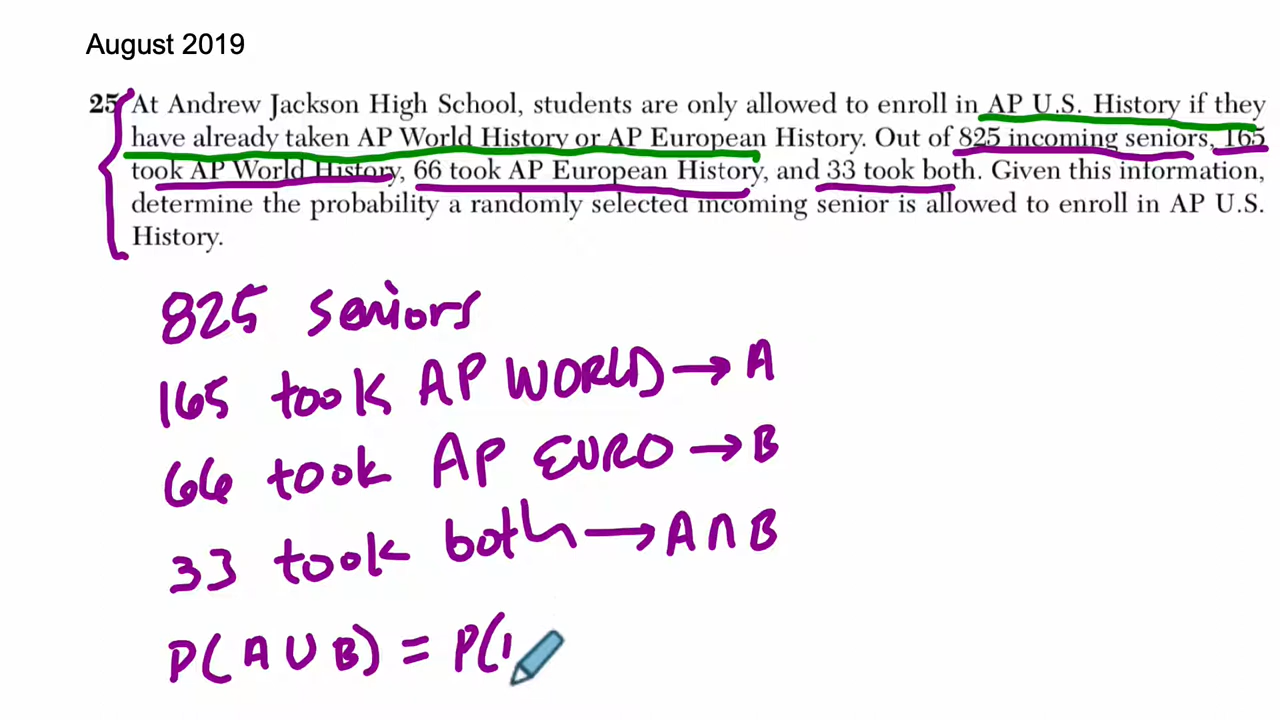 August 2019
25 At Andrew Jackson High School, students are only allowed to enroll in AP U.S. History if they
have already taken AP World History or AP European History. Out of 825 incoming seniors, 165
took AP World History, 66 took AP European History, and 33 took both. Given this information,
determine the probability a randomly selected incoming senior is allowed to enroll in AP U.S.
History.
825 seniors
165 took AP WORLD → A
66 took AP EURO → B
33 took both → A ∩ B
P(A ∪ B) = P(